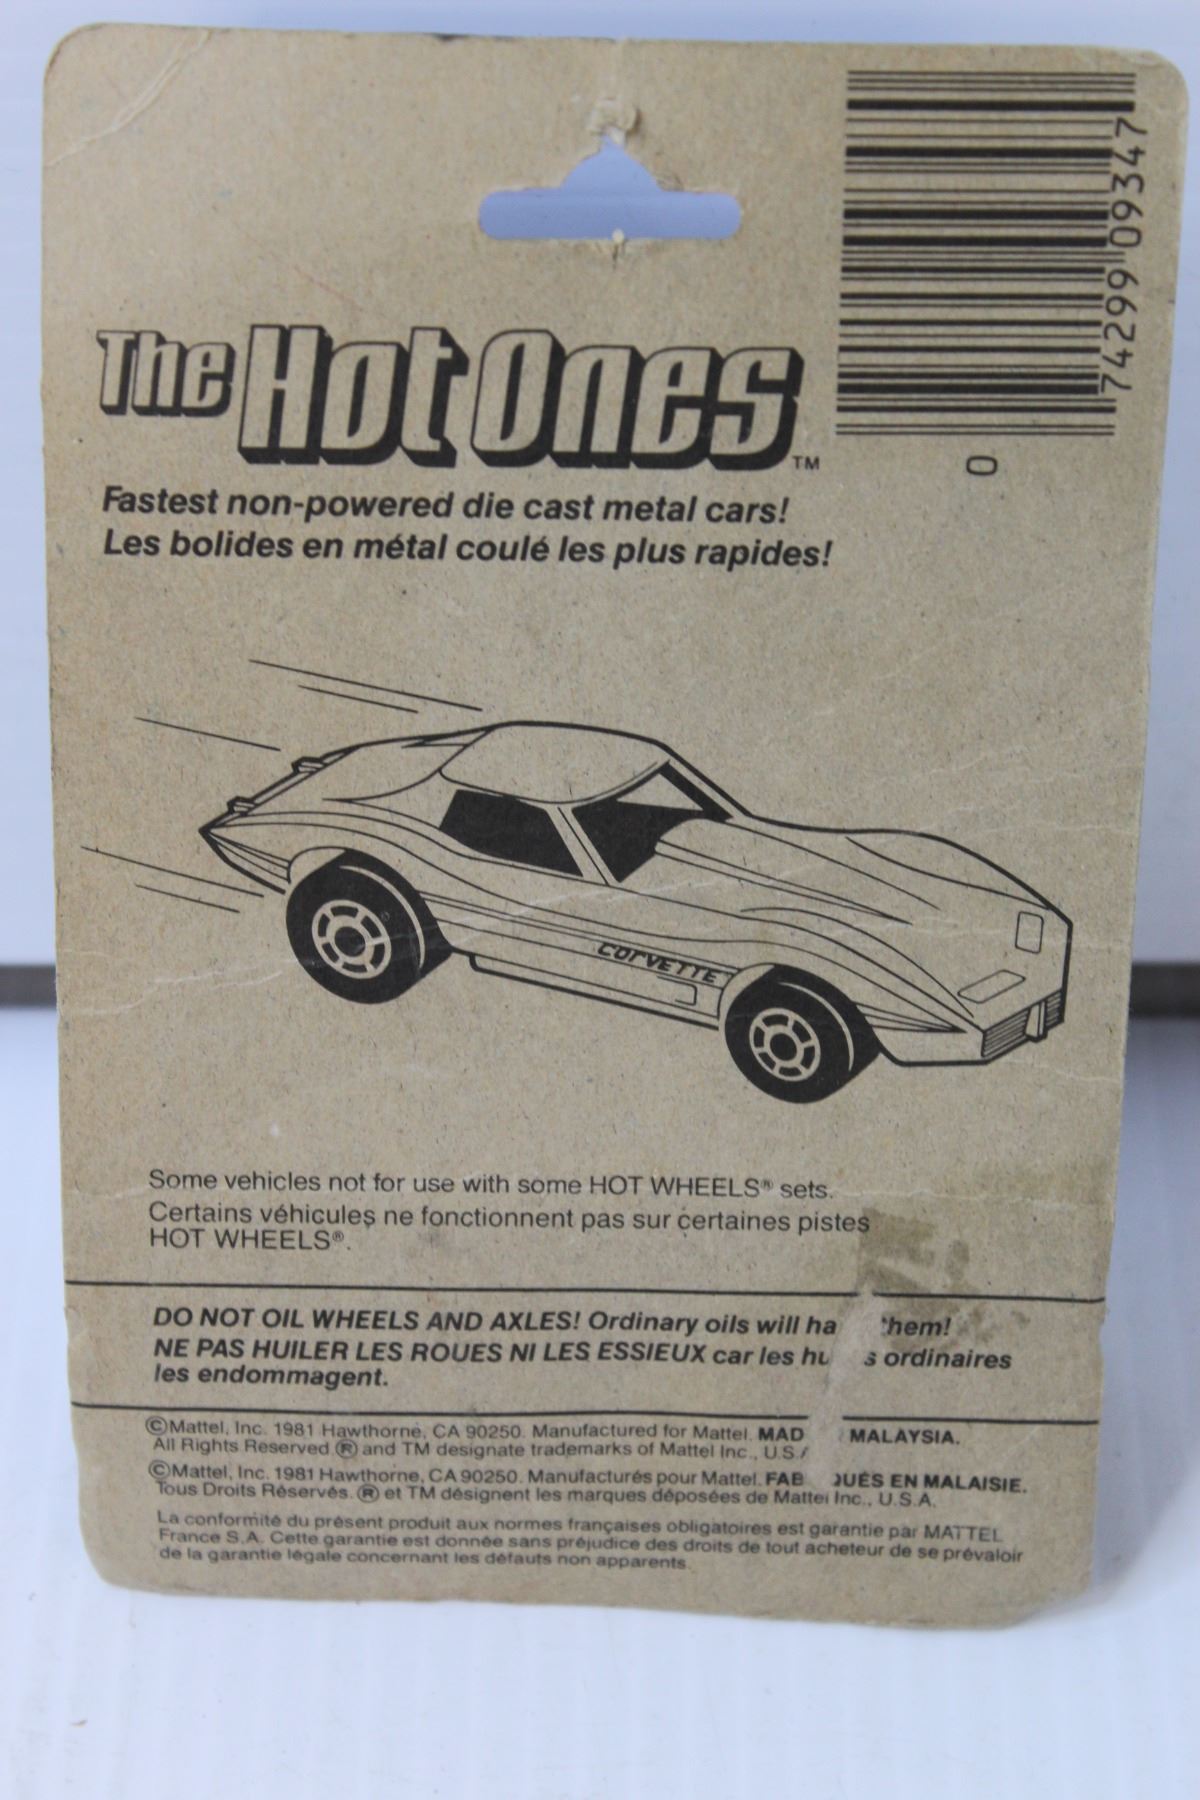 74299 09347
0
The Hot Ones™
Fastest non-powered die cast metal cars!
Les bolides en métal coulé les plus rapides!
CORVETTE
Some vehicles not for use with some HOT WHEELS® sets.
Certains véhicules ne fonctionnent pas sur certaines pistes
HOT WHEELS®.
DO NOT OIL WHEELS AND AXLES! Ordinary oils will ha hem!
NE PAS HUILER LES ROUES NI LES ESSIEUX car les hu s ordinaires
les endommagent.
©Mattel, Inc. 1981 Hawthorne, CA 90250. Manufactured for Mattel. MAD MALAYSIA.
All Rights Reserved ® and TM designate trademarks of Mattel Inc., U.S.
©Mattel, Inc. 1981 Hawthorne, CA 90250. Manufacturés pour Mattel. FAB QUÉS EN MALAISIE.
Tous Droits Réservés. ® et TM désignent les marques déposées de Mattel Inc., U.S.A.
La conformité du présent produit aux normes françaises obligatoires est garantie par MATTEL
France S.A. Cette garantie est donnée sans préjudice des droits de tout acheteur de se prévaloir
de la garantie légale concernant les défauts non apparents.